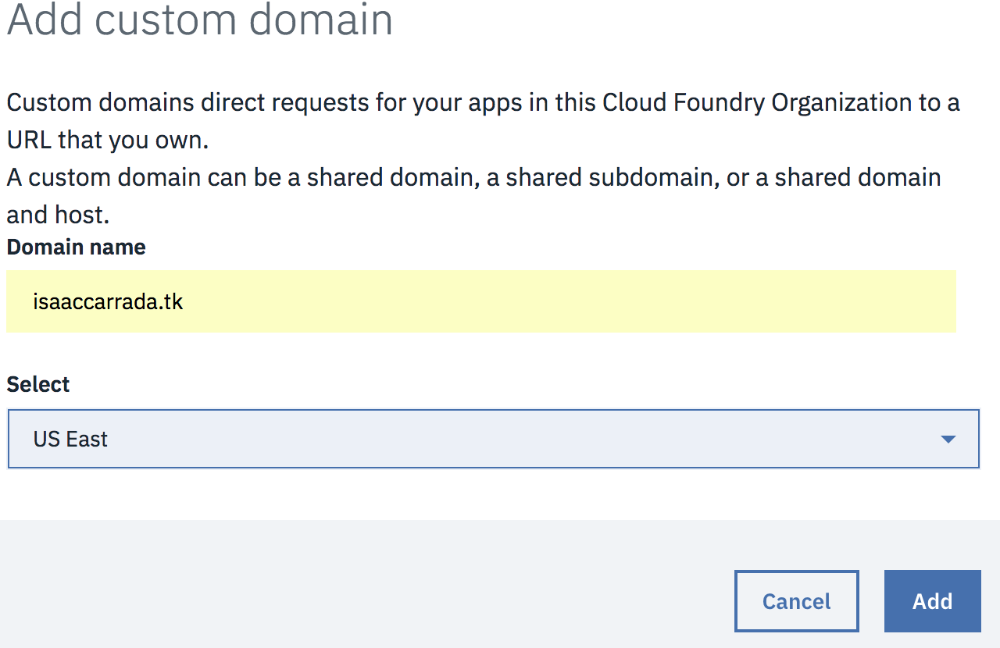 Add custom domain
Custom domains direct requests for your apps in this Cloud Foundry Organization to a
URL that you own.
A custom domain can be a shared domain, a shared subdomain, or a shared domain
and host.
Domain name
isaaccarrada.tk
Select
US East
Cancel
Add